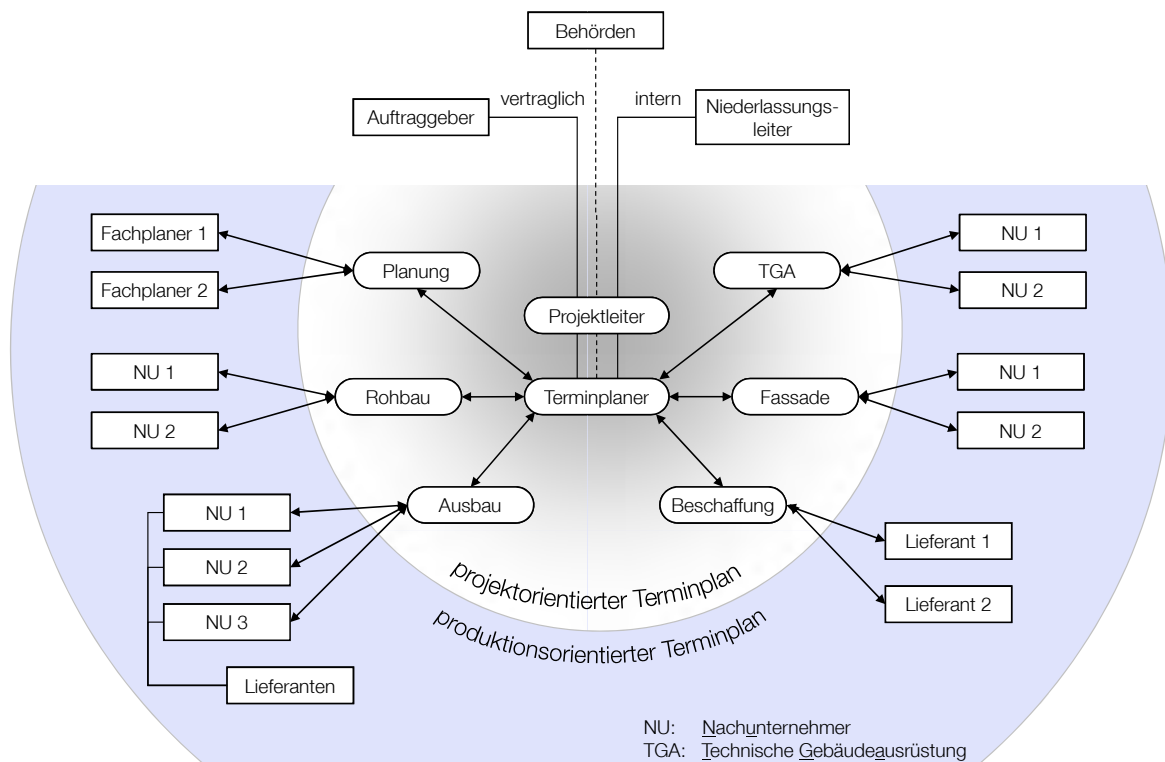 Behörden
vertraglich
intern
Auftraggeber
Niederlassungs-
leiter
Fachplaner 1
Fachplaner 2
Planung
TGA
NU 1
NU 2
Projektleiter
NU 1
NU 2
Rohbau
Terminplaner
Fassade
NU 1
NU 2
NU 1
NU 2
NU 3
Ausbau
Beschaffung
Lieferant 1
Lieferant 2
Lieferanten
projektorientierter Terminplan
produktionsorientierter Terminplan
NU: Nachunternehmer
TGA: Technische Gebäudeausrüstung